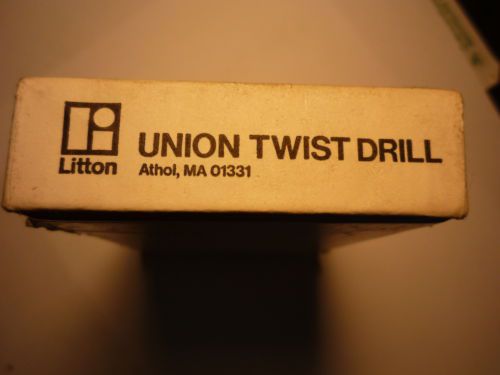 Litton
UNION TWIST DRILL
Athol, MA 01331